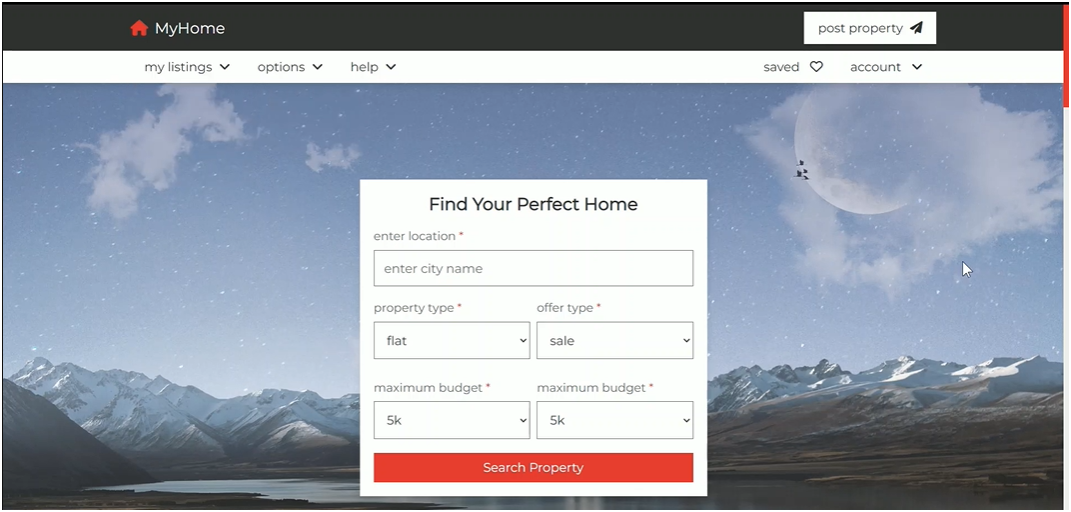 MyHome
post property
my listings options help saved account
Find Your Perfect Home
enter location *
enter city name
property type * offer type *
flat sale
maximum budget * maximum budget *
5k 5k
Search Property